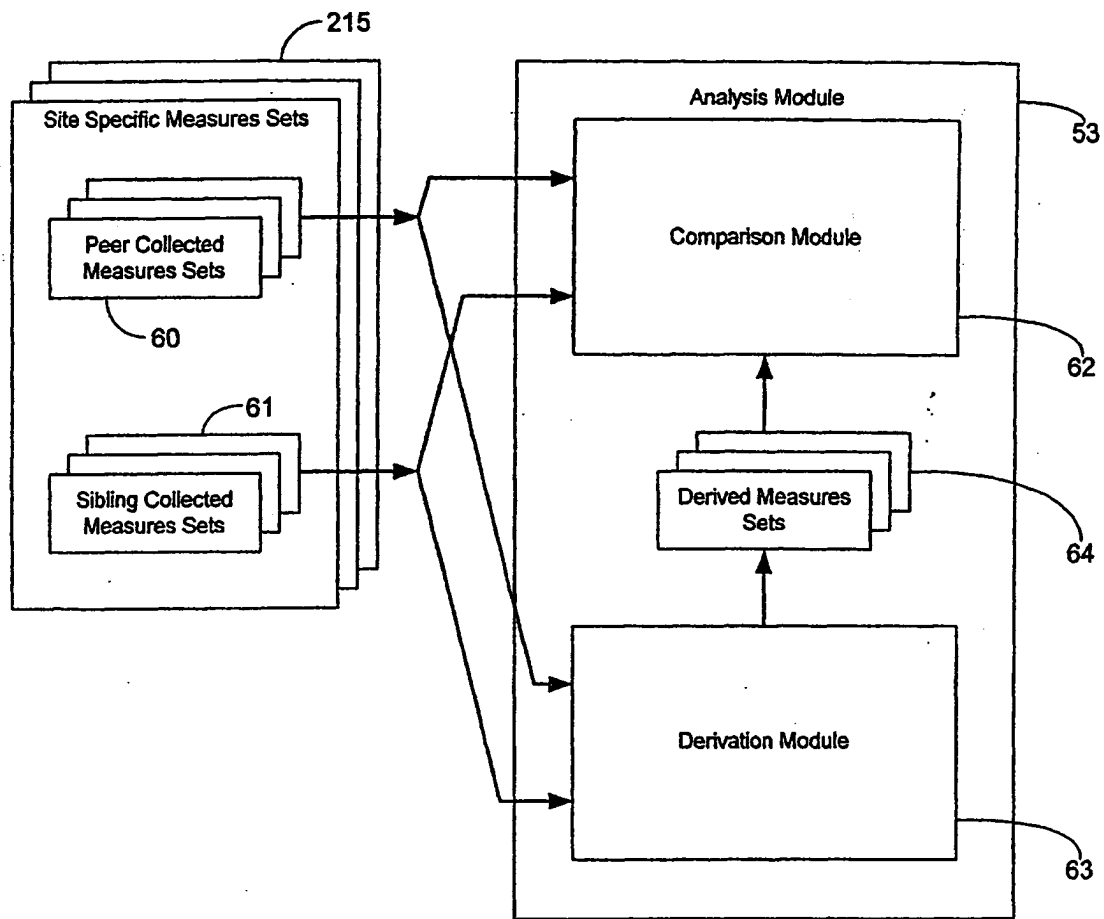 215
Site Specific Measures Sets
Peer Collected
Measures Sets
60
61
Sibling Collected
Measures Sets
Analysis Module
53
Comparison Module
62
Derived Measures
Sets
64
Derivation Module
63